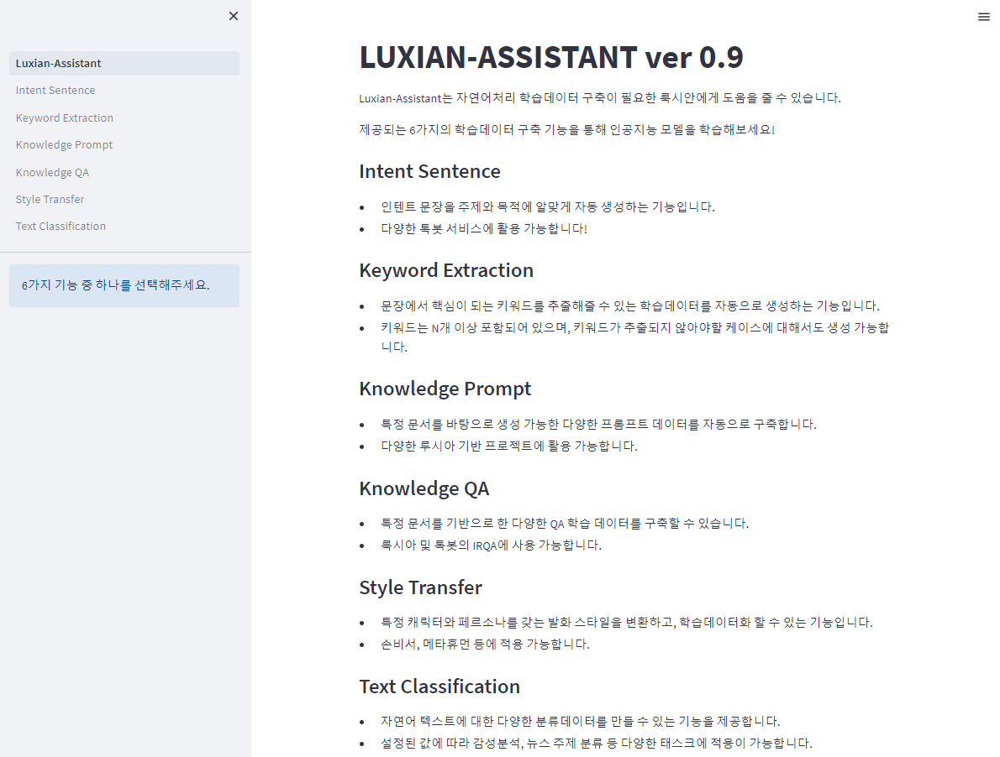 Luxian-Assistant
Intent Sentence
Keyword Extraction
Knowledge Prompt
Knowledge QA
Style Transfer
Text Classification
6가지 기능 중 하나를 선택해주세요.
LUXIAN-ASSISTANT ver 0.9
Luxian-Assistant는 자연어처리 학습데이터 구축이 필요한 룩시안에게 도움을 줄 수 있습니다.
제공되는 6가지의 학습데이터 구축 기능을 통해 인공지능 모델을 학습해보세요!
Intent Sentence
인텐트 문장을 주제와 목적에 알맞게 자동 생성하는 기능입니다.
다양한 톡봇 서비스에 활용 가능합니다!
Keyword Extraction
문장에서 핵심이 되는 키워드를 추출해줄 수 있는 학습데이터를 자동으로 생성하는 기능입니다.
키워드는 N개 이상 포함되어 있으며, 키워드가 추출되지 않아야할 케이스에 대해서도 생성 가능합
니다.
Knowledge Prompt
특정 문서를 바탕으로 생성 가능한 다양한 프롬프트 데이터를 자동으로 구축합니다.
다양한 루시아 기반 프로젝트에 활용 가능합니다.
Knowledge QA
특정 문서를 기반으로 한 다양한 QA 학습 데이터를 구축할 수 있습니다.
룩시아 및 톡봇의 IRQA에 사용 가능합니다.
Style Transfer
특정 캐릭터와 페르소나를 갖는 발화 스타일을 변환하고, 학습데이터화 할 수 있는 기능입니다.
손비서, 메타휴먼 등에 적용 가능합니다.
Text Classification
자연어 텍스트에 대한 다양한 분류데이터를 만들 수 있는 기능을 제공합니다.
설정된 값에 따라 감성분석, 뉴스 주제 분류 등 다양한 태스크에 적용이 가능합니다.